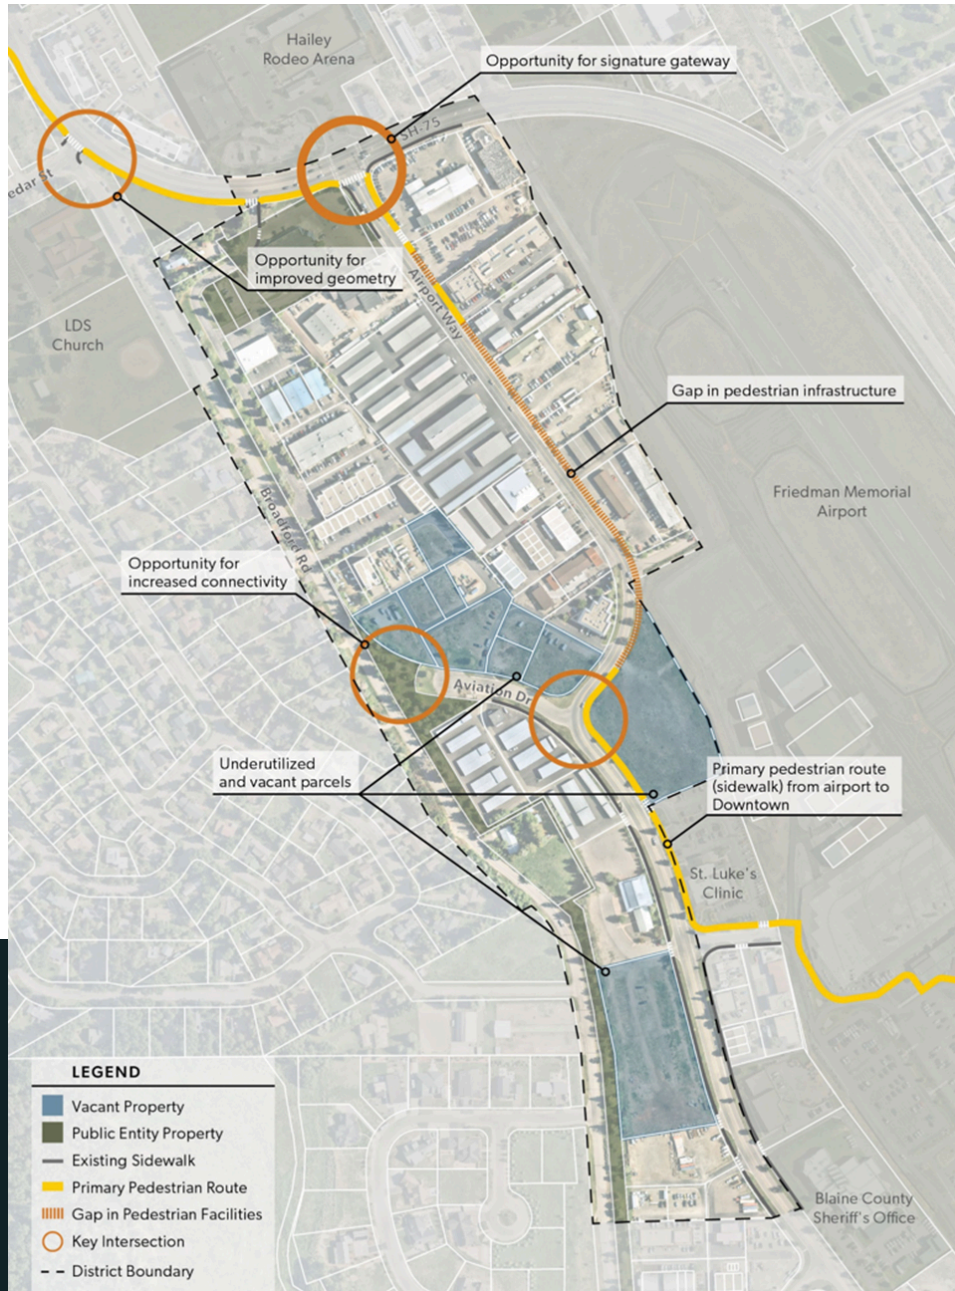 Hailey
Rodeo Arena
Opportunity for signature gateway
SH-75
edar St
Opportunity for
improved geometry
Airport Way
LDS
Church
Gap in pedestrian infrastructure
Friedman Memorial
Airport
Broadford Rd
Opportunity for
increased connectivity
Aviation Dr
Underutilized
and vacant parcels
Primary pedestrian route
(sidewalk) from airport to
Downtown
St. Luke's
Clinic
LEGEND
Vacant Property
Public Entity Property
Existing Sidewalk
Primary Pedestrian Route
Gap in Pedestrian Facilities
Key Intersection
District Boundary
Blaine County
Sheriff's Office